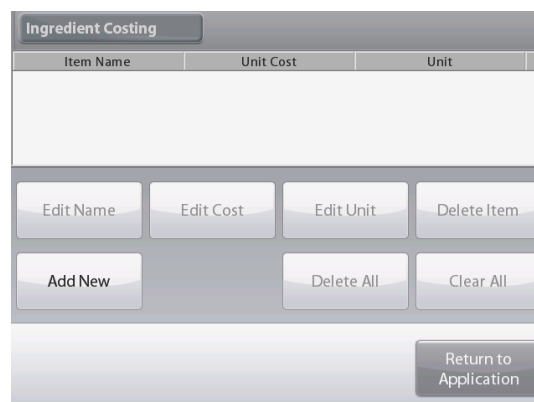 Ingredient Costing
Item Name Unit Cost Unit
Edit Name Edit Cost Edit Unit Delete Item
Add New Delete All Clear All
Return to
Application